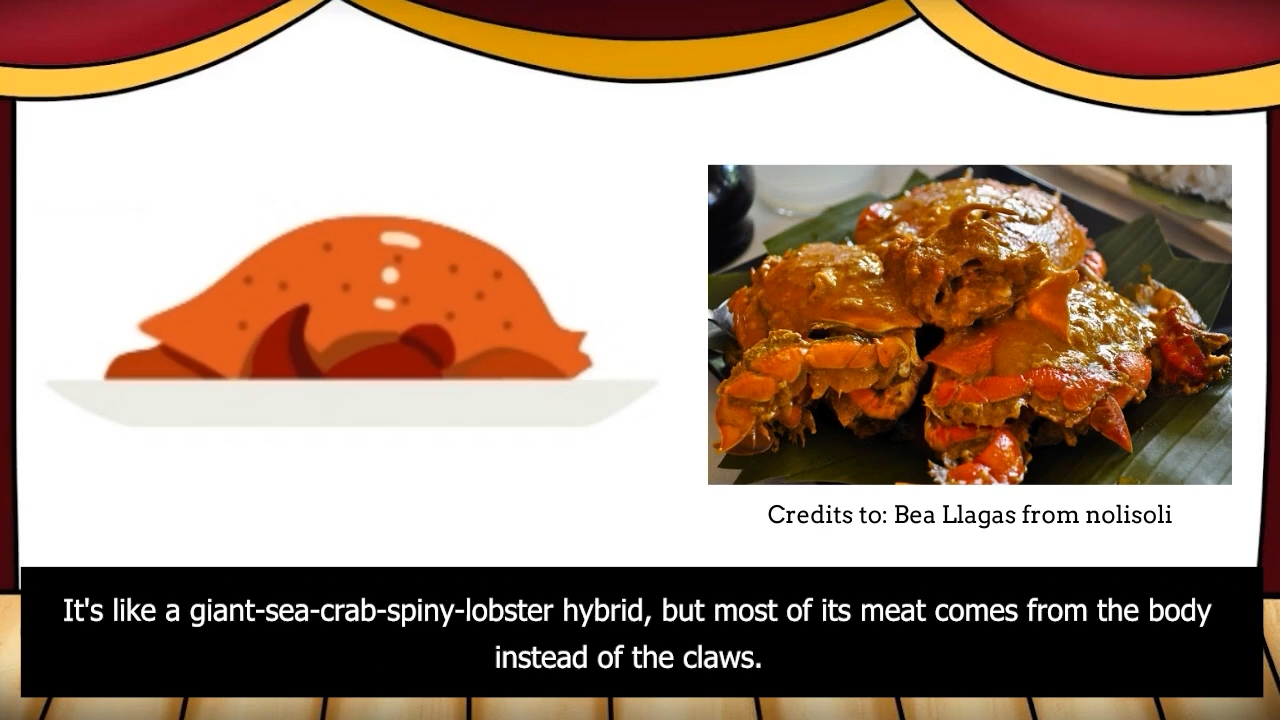 Credits to: Bea Llagas from nolisoli
It's like a giant-sea-crab-spiny-lobster hybrid, but most of its meat comes from the body
instead of the claws.